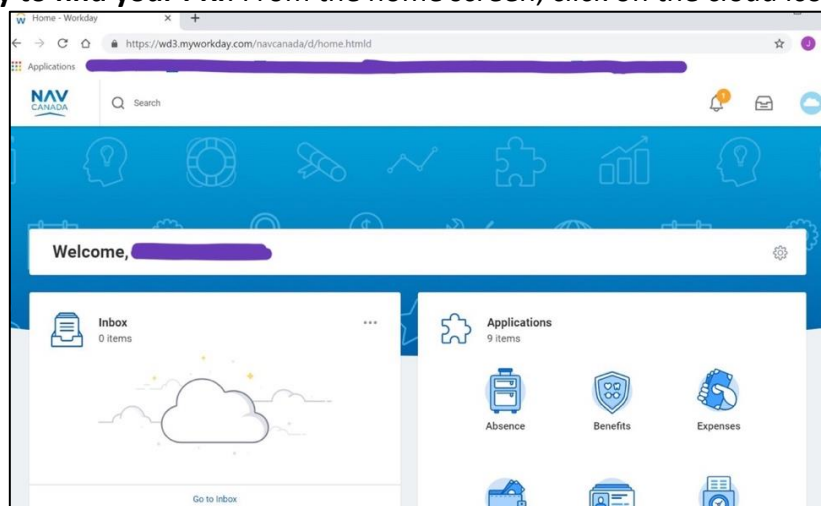 y to find your PRI: From the home screen, click on the cloud ico
Home - Workday
https://wd3.myworkday.com/navcanada/d/home.htmld
J
Applications
NAV
CANADA
Search
1
Welcome,
Inbox
0 items
Applications
9 items
Absence
Benefits
Expenses
Go to Inbox